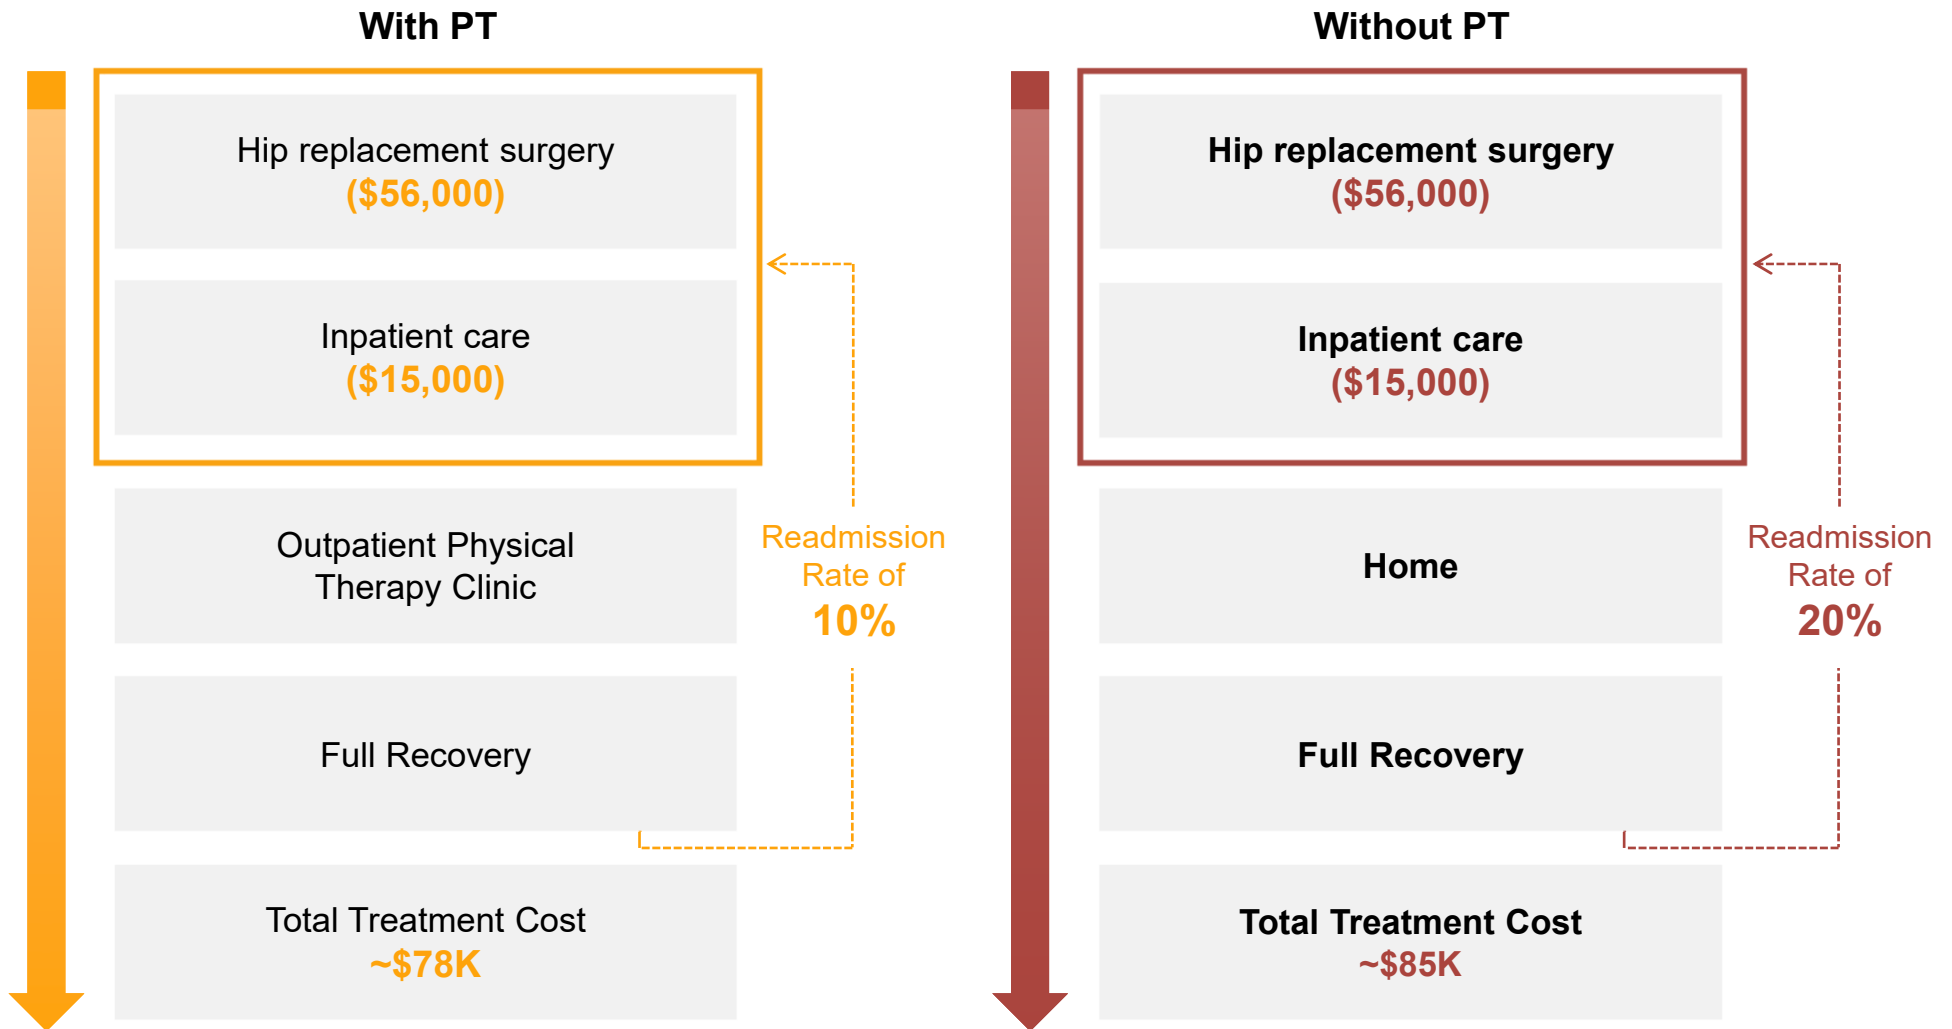 With PT
Hip replacement surgery
($56,000)
Inpatient care
($15,000)
Outpatient Physical
Therapy Clinic
Full Recovery
Total Treatment Cost
~$78K
Readmission
Rate of
10%
Without PT
Hip replacement surgery
($56,000)
Inpatient care
($15,000)
Home
Full Recovery
Total Treatment Cost
~$85K
Readmission
Rate of
20%